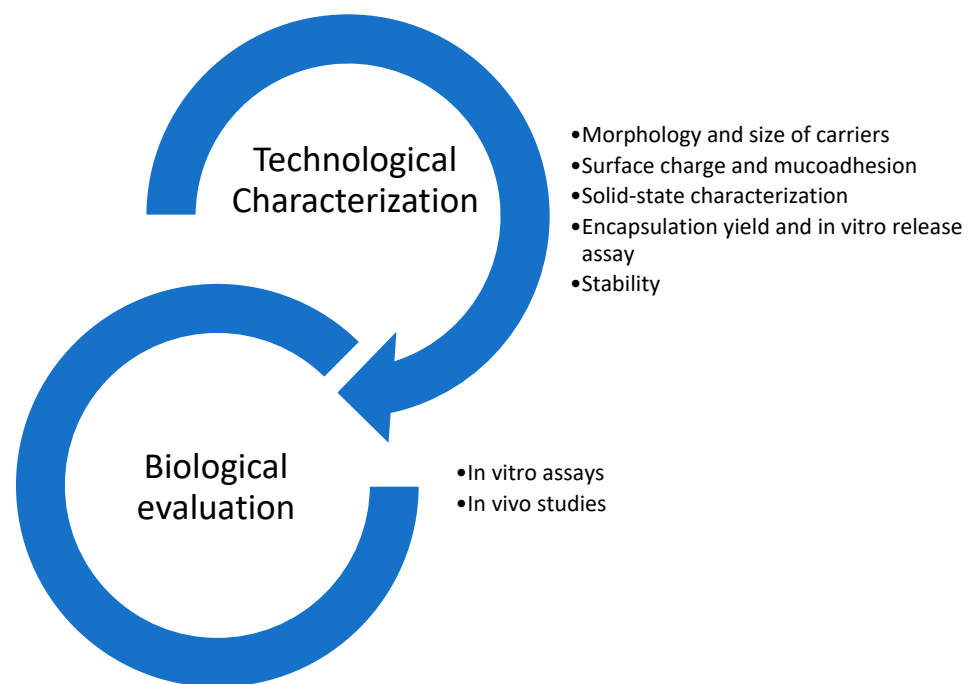 Technological
Characterization
•Morphology and size of carriers
•Surface charge and mucoadhesion
•Solid-state characterization
•Encapsulation yield and in vitro release
assay
•Stability
Biological
evaluation
•In vitro assays
•In vivo studies